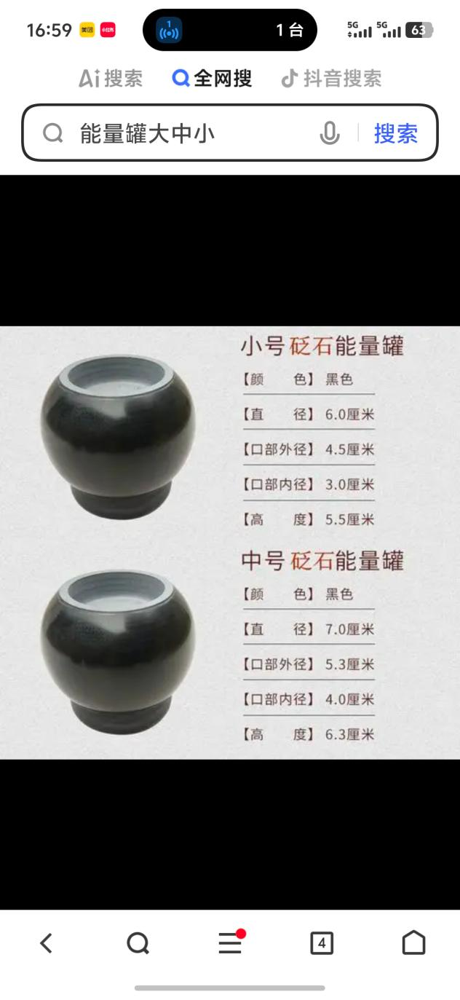 16:59 美团 小红书 1 1 台 5G 5G 63
Ai搜索 全网搜 抖音搜索
能量罐大中小 搜索
小号砭石能量罐
【颜 色】黑色
【直 径】6.0厘米
【口部外径】4.5厘米
【口部内径】3.0厘米
【高 度】5.5厘米
中号砭石能量罐
【颜 色】黑色
【直 径】7.0厘米
【口部外径】5.3厘米
【口部内径】4.0厘米
【高 度】6.3厘米
4